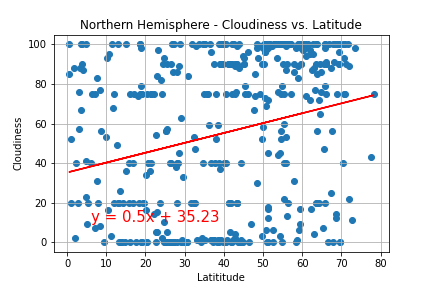 Northern Hemisphere - Cloudiness vs. Latitude
100
80
60
40
20
0
Cloudiness
y = 0.5x + 35.23
0 10 20 30 40 50 60 70 80
Latititude